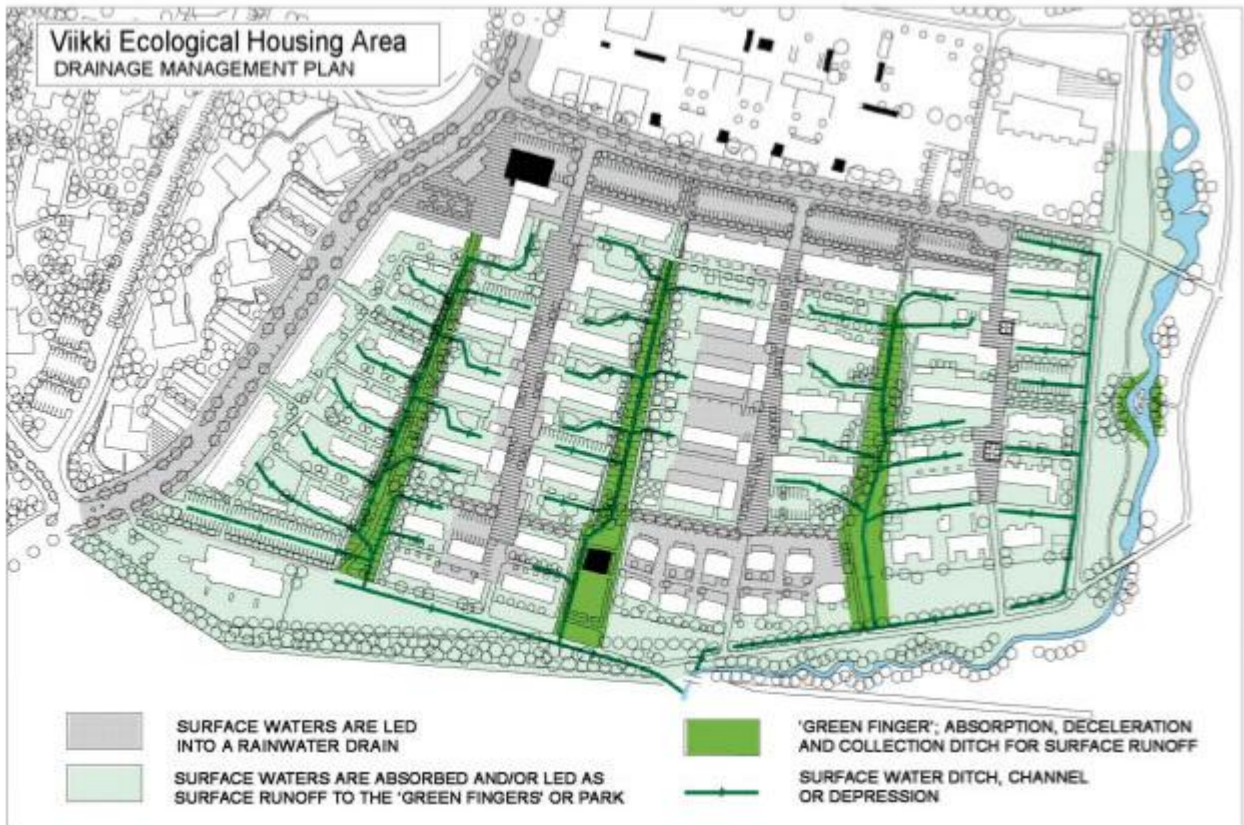 Viikki Ecological Housing Area
DRAINAGE MANAGEMENT PLAN
SURFACE WATERS ARE LED
INTO A RAINWATER DRAIN
SURFACE WATERS ARE ABSORBED AND/OR LED AS
SURFACE RUNOFF TO THE 'GREEN FINGERS' OR PARK
'GREEN FINGER'; ABSORPTION, DECELERATION
AND COLLECTION DITCH FOR SURFACE RUNOFF
SURFACE WATER DITCH, CHANNEL
OR DEPRESSION